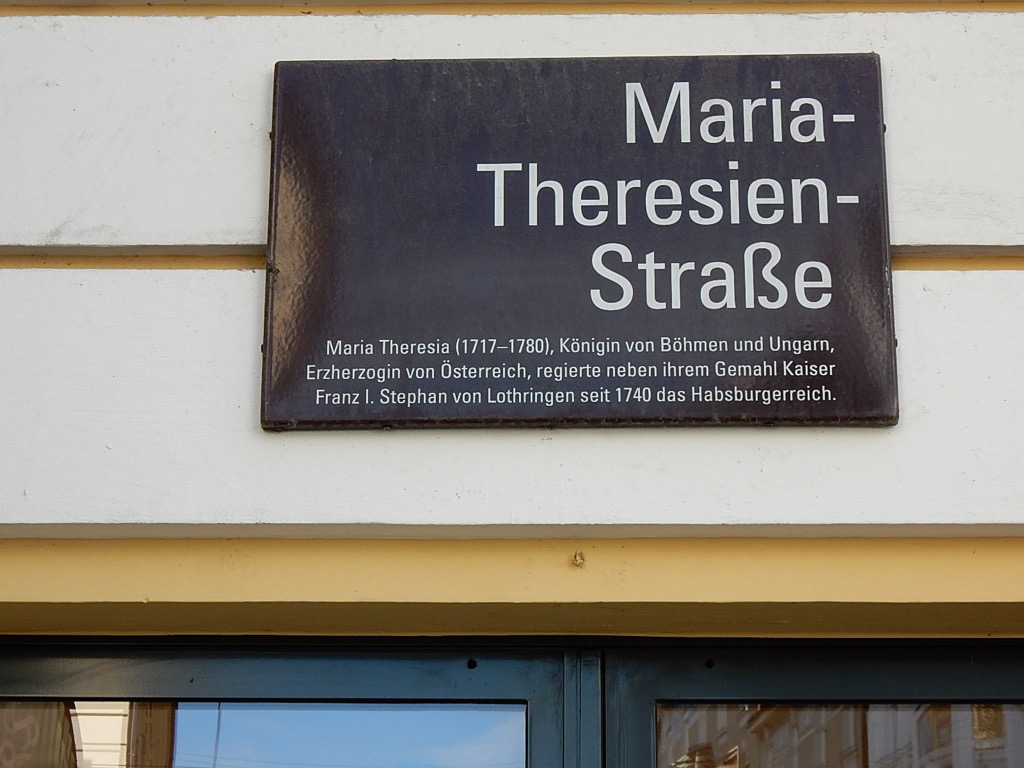 Maria-
Theresien-
Straße
Maria Theresia (1717–1780), Königin von Böhmen und Ungarn,
Erzherzogin von Österreich, regierte neben ihrem Gemahl Kaiser
Franz I. Stephan von Lothringen seit 1740 das Habsburgerreich.